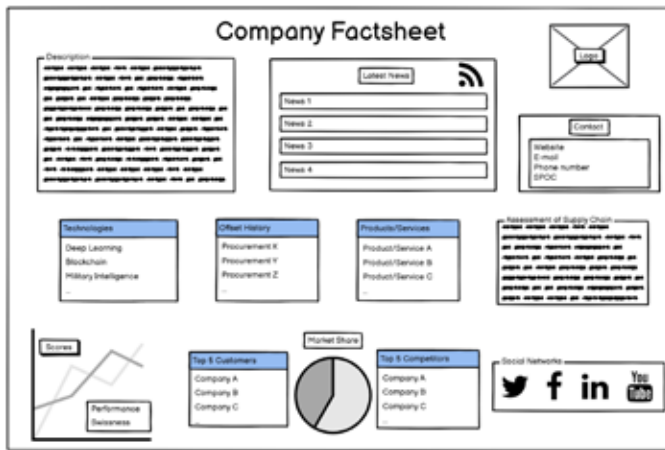 Company Factsheet
Description
Latest News
News 1
News 2
News 3
News 4
Logo
Contact
Website
E-mail
Phone number
SPOC
Technologies
Deep Learning
Blockchain
Military Intelligence
...
Offset History
Procurement X
Procurement Y
Procurement Z
...
Products/Services
Product/Service A
Product/Service B
Product/Service C
...
Assessment of Supply Chain
Scores
Performance
Swissness
Top 5 Customers
Company A
Company B
Company C
...
Market Share
Top 5 Competitors
Company A
Company B
Company C
...
Social Networks
You
Tube